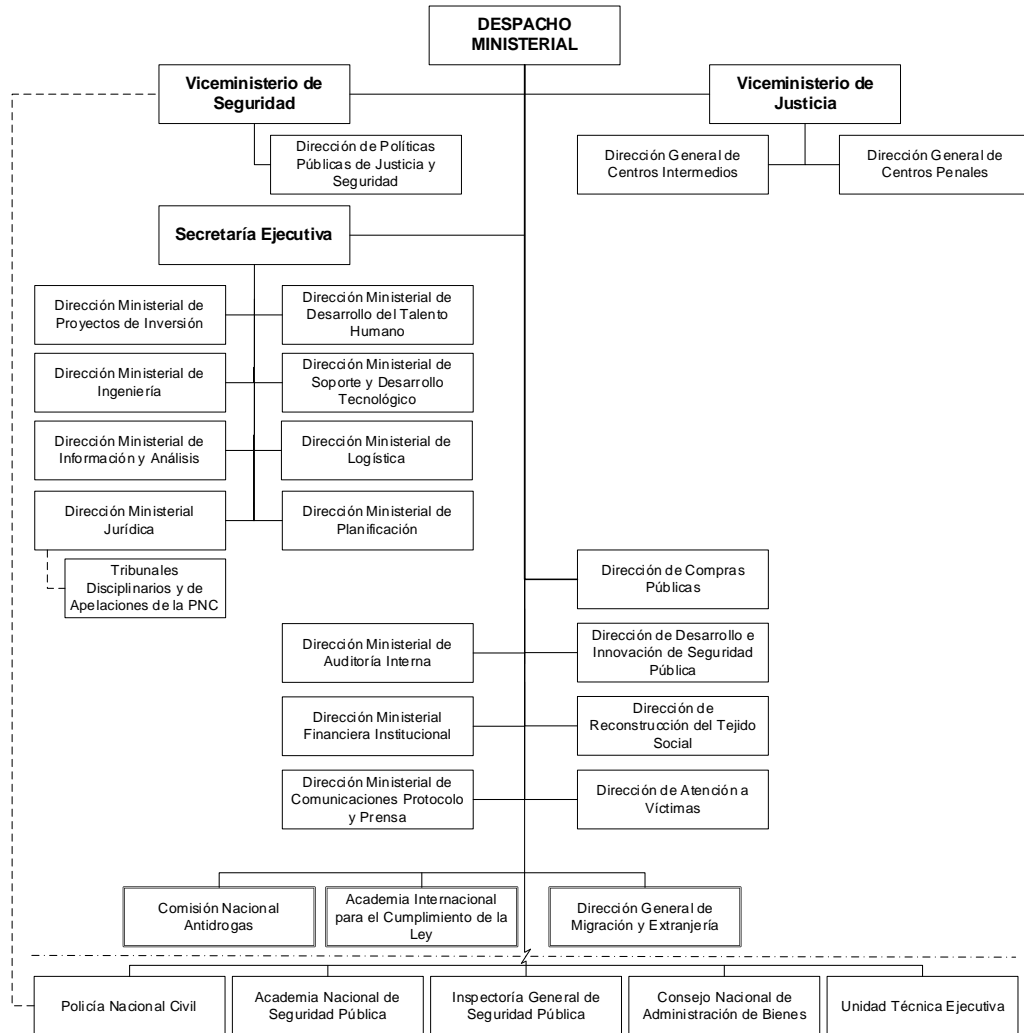 DESPACHO
MINISTERIAL
Viceministerio de
Seguridad
Viceministerio de
Justicia
Dirección de Políticas
Públicas de Justicia y
Seguridad
Dirección General de
Centros Intermedios
Dirección General de
Centros Penales
Secretaría Ejecutiva
Dirección Ministerial de
Proyectos de Inversión
Dirección Ministerial de
Desarrollo del Talento
Humano
Dirección Ministerial de
Ingeniería
Dirección Ministerial de
Soporte y Desarrollo
Tecnológico
Dirección Ministerial de
Información y Análisis
Dirección Ministerial de
Logística
Dirección Ministerial
Jurídica
Dirección Ministerial de
Planificación
Tribunales
Disciplinarios y de
Apelaciones de la PNC
Dirección de Compras
Públicas
Dirección Ministerial de
Auditoría Interna
Dirección de Desarrollo e
Innovación de Seguridad
Pública
Dirección Ministerial
Financiera Institucional
Dirección de
Reconstrucción del Tejido
Social
Dirección Ministerial de
Comunicaciones Protocolo
y Prensa
Dirección de Atención a
Víctimas
Comisión Nacional
Antidrogas
Academia Internacional
para el Cumplimiento de la
Ley
Dirección General de
Migración y Extranjería
Policía Nacional Civil
Academia Nacional de
Seguridad Pública
Inspectoría General de
Seguridad Pública
Consejo Nacional de
Administración de Bienes
Unidad Técnica Ejecutiva